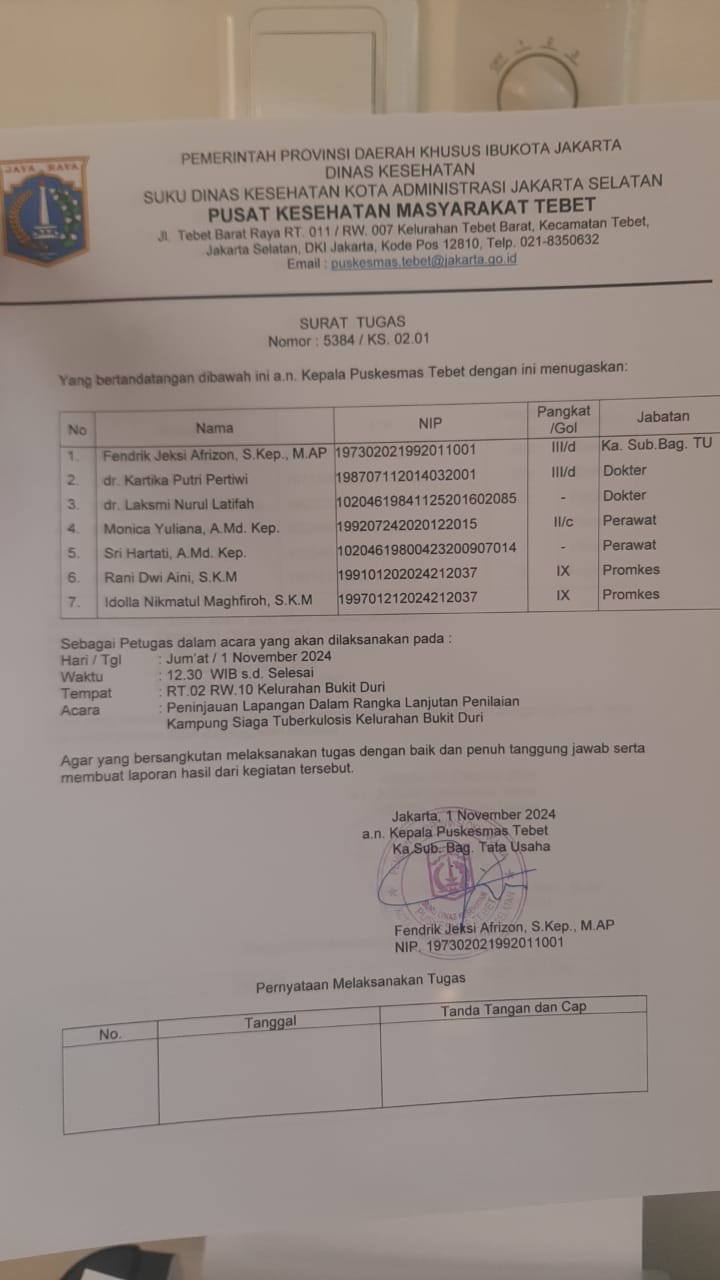 JAYA RAYA
PEMERINTAH PROVINSI DAERAH KHUSUS IBUKOTA JAKARTA
DINAS KESEHATAN
SUKU DINAS KESEHATAN KOTA ADMINISTRASI JAKARTA SELATAN
PUSAT KESEHATAN MASYARAKAT TEBET
Jl. Tebet Barat Raya RT. 011 / RW. 007 Kelurahan Tebet Barat, Kecamatan Tebet,
Jakarta Selatan, DKI Jakarta, Kode Pos 12810, Telp. 021-8350632
Email : puskesmas.tebet@jakarta.go.id
SURAT TUGAS
Nomor : 5384 / KS. 02.01
Yang bertandatangan dibawah ini a.n. Kepala Puskesmas Tebet dengan ini menugaskan:
No Nama NIP Pangkat /Gol Jabatan
1. Fendrik Jeksi Afrizon, S.Kep., M.AP 197302021992011001 III/d Ka. Sub.Bag. TU
2. dr. Kartika Putri Pertiwi 198707112014032001 III/d Dokter
3. dr. Laksmi Nurul Latifah 10204619841125201602085 - Dokter
4. Monica Yuliana, A.Md. Kep. 199207242020122015 II/c Perawat
5. Sri Hartati, A.Md. Kep. 10204619800423200907014 - Perawat
6. Rani Dwi Aini, S.K.M 199101202024212037 IX Promkes
7. Idolla Nikmatul Maghfiroh, S.K.M 199701212024212037 IX Promkes
Sebagai Petugas dalam acara yang akan dilaksanakan pada :
Hari / Tgl : Jum'at / 1 November 2024
Waktu : 12.30 WIB s.d. Selesai
Tempat : RT.02 RW.10 Kelurahan Bukit Duri
Acara : Peninjauan Lapangan Dalam Rangka Lanjutan Penilaian
Kampung Siaga Tuberkulosis Kelurahan Bukit Duri
Agar yang bersangkutan melaksanakan tugas dengan baik dan penuh tanggung jawab serta
membuat laporan hasil dari kegiatan tersebut.
Jakarta, 1 November 2024
a.n. Kepala Puskesmas Tebet
Ka.Sub. Bag. Tata Usaha
Fendrik Jeksi Afrizon, S.Kep., M.AP
NIP. 197302021992011001
Pernyataan Melaksanakan Tugas
No. Tanggal Tanda Tangan dan Cap